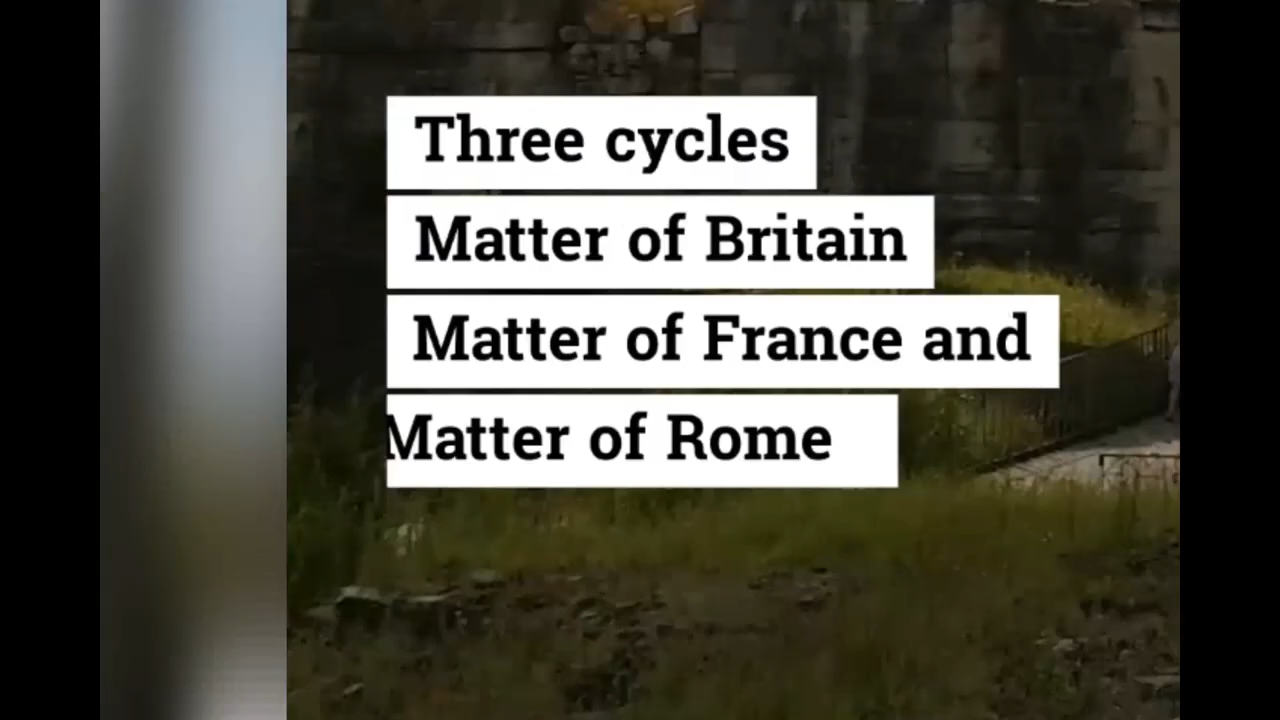 Three cycles
Matter of Britain
Matter of France and
Matter of Rome